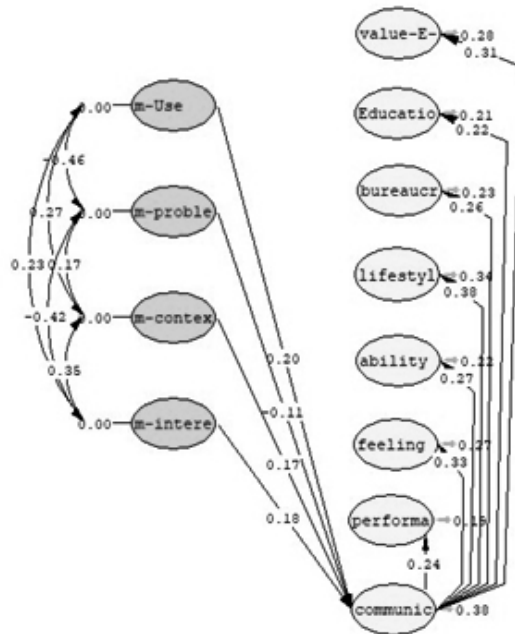 value-E-
0.28
0.31
0.00
m-Use
Educatio
0.21
0.22
-0.46
bureaucr
0.23
0.26
0.27
0.00
m-proble
0.23
0.17
lifestyl
0.34
0.38
-0.42
0.00
m-contex
0.20
ability
0.22
0.27
0.35
0.00
m-intere
-0.11
feeling
0.27
0.33
0.17
0.18
performa
0.24
communic
0.38